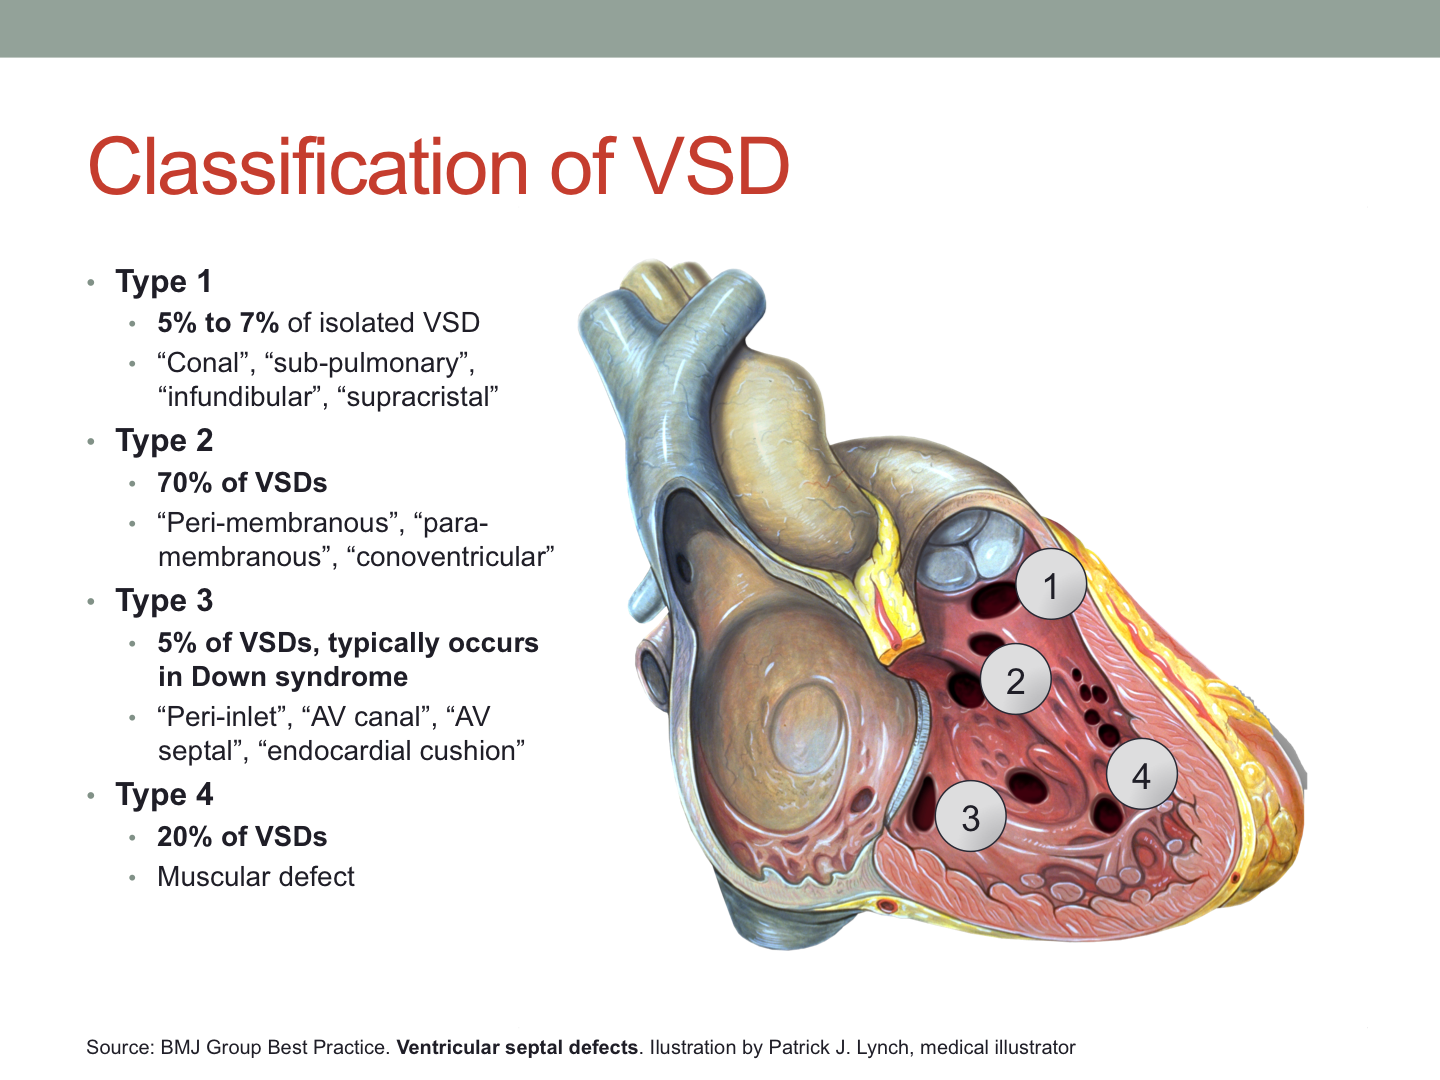 Classification of VSD
• Type 1
• 5% to 7% of isolated VSD
• “Conal”, “sub-pulmonary”,
“infundibular”, “supracristal”
• Type 2
• 70% of VSDs
• “Peri-membranous”, “para-
membranous”, “conoventricular”
• Type 3
• 5% of VSDs, typically occurs
in Down syndrome
• “Peri-inlet”, “AV canal”, “AV
septal”, “endocardial cushion”
• Type 4
• 20% of VSDs
• Muscular defect
1
2
3
4
Source: BMJ Group Best Practice. Ventricular septal defects. Ilustration by Patrick J. Lynch, medical illustrator